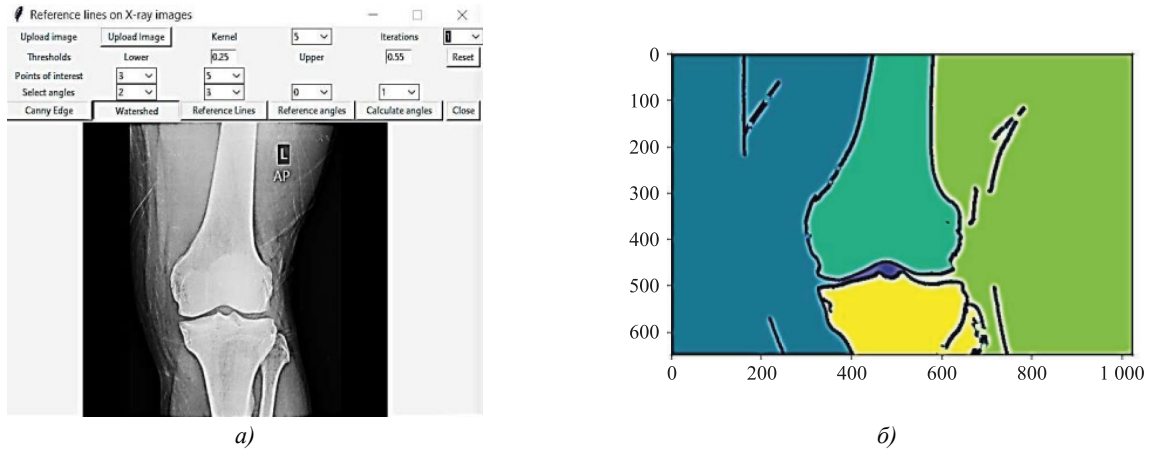 Reference lines on X-ray images
Upload image Upload Image Kernel 5 Iterations 1
Thresholds Lower 0.25 Upper 0.55 Reset
Points of interest 3 5
Select angles 2 3 0 1
Canny Edge Watershed Reference Lines Reference angles Calculate angles Close
L
AP
0
100
200
300
400
500
600
0 200 400 600 800 1 000
а) б)